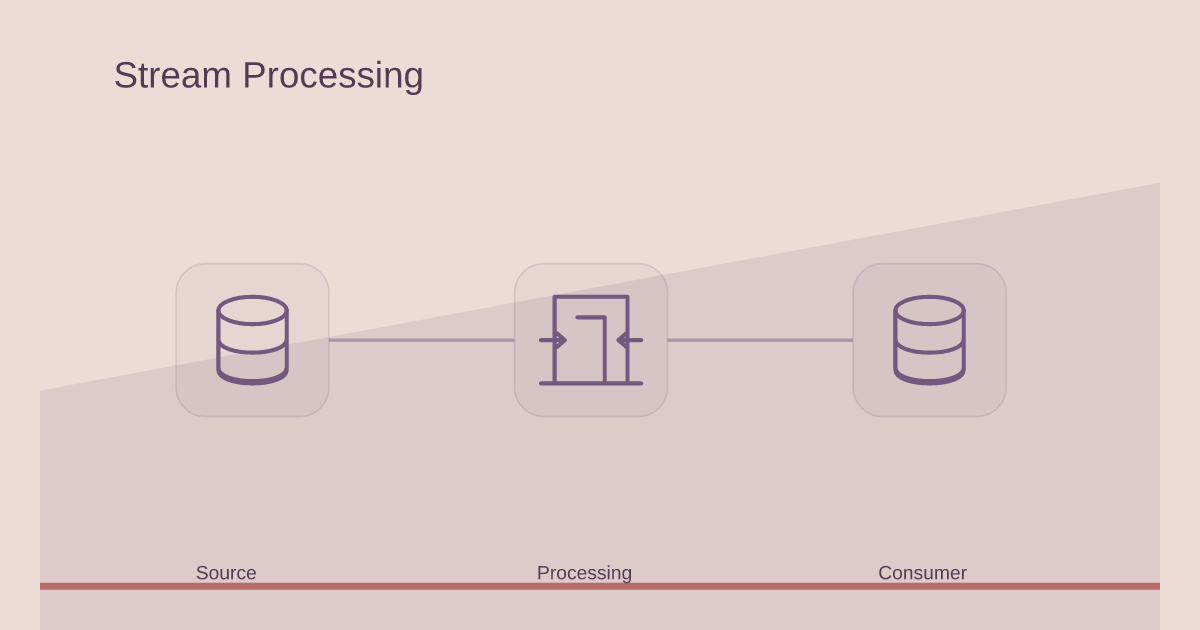 Stream Processing
Source
Processing
Consumer